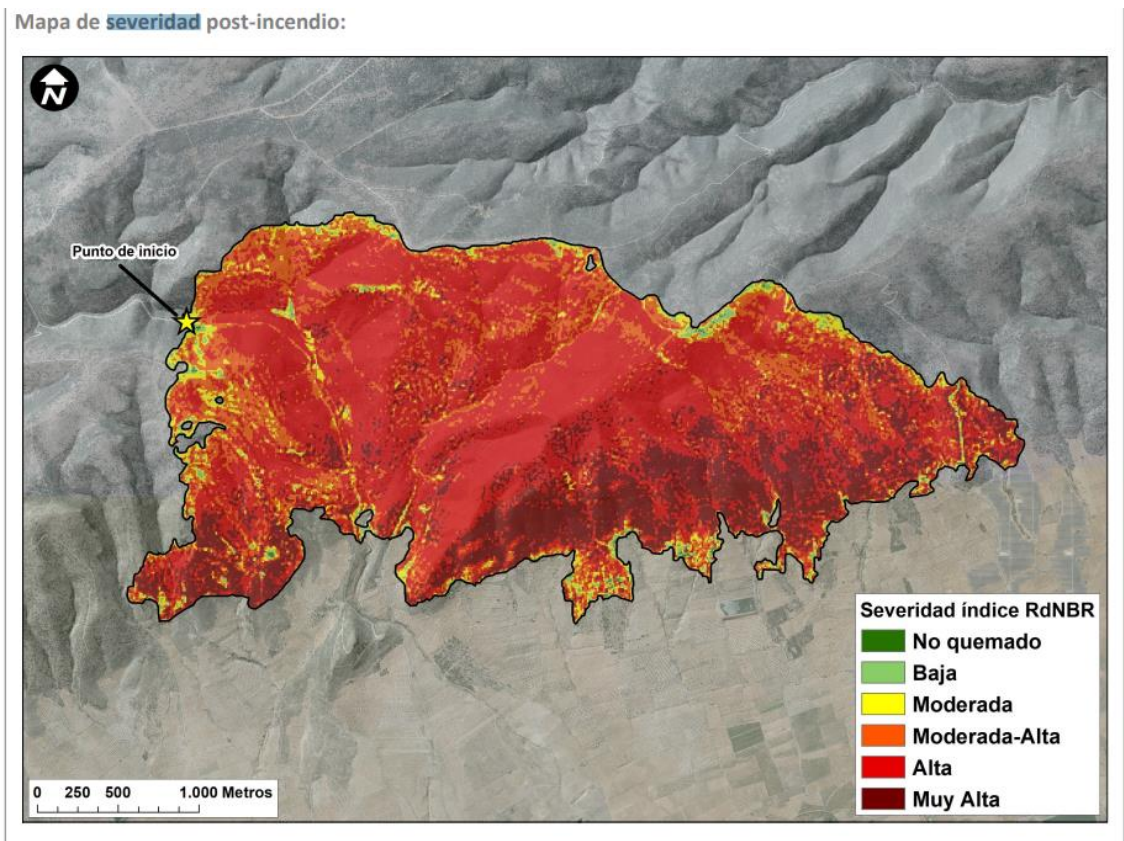 Mapa de severidad post-incendio:
N
Punto de inicio
Severidad índice RdNBR
No quemado
Baja
Moderada
Moderada-Alta
Alta
Muy Alta
0 250 500 1.000 Metros